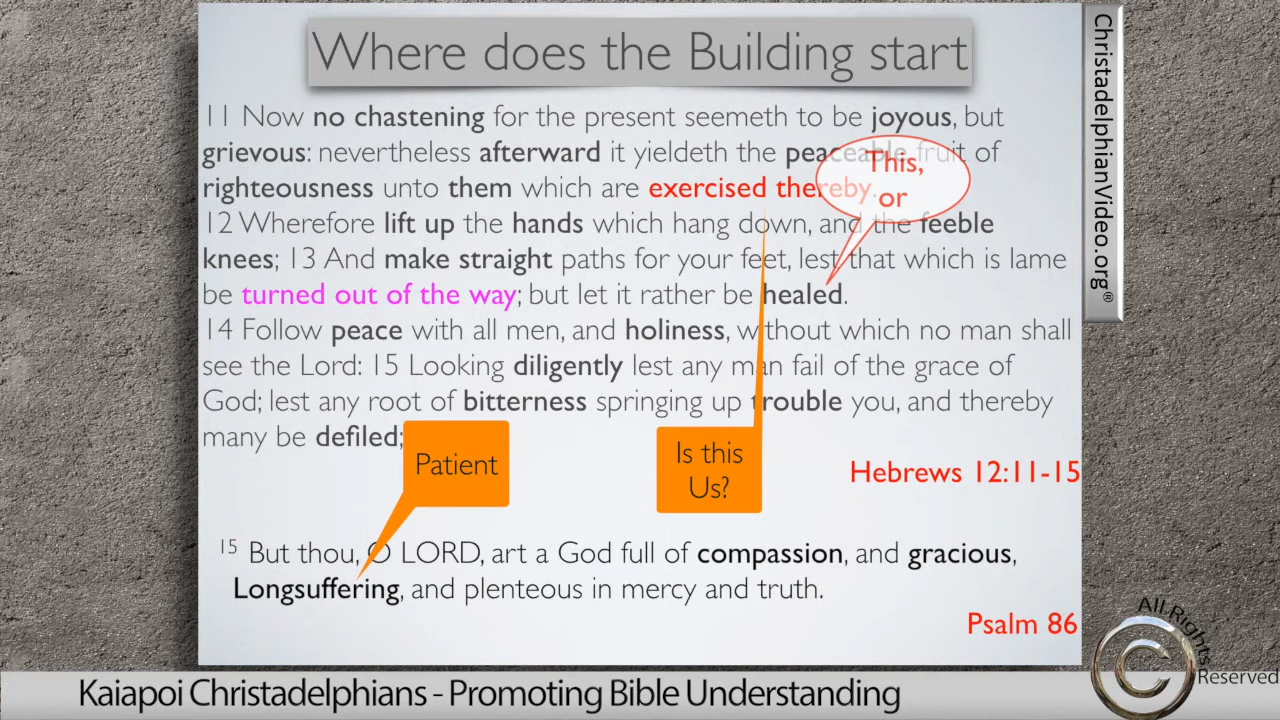 Where does the Building start
11 Now no chastening for the present seemeth to be joyous, but
grievous: nevertheless afterward it yieldeth the peaceable fruit of
righteousness unto them which are exercised thereby.
This,
or
12 Wherefore lift up the hands which hang down, and the feeble
knees; 13 And make straight paths for your feet, lest that which is lame
be turned out of the way; but let it rather be healed.
14 Follow peace with all men, and holiness, without which no man shall
see the Lord: 15 Looking diligently lest any man fail of the grace of
God; lest any root of bitterness springing up trouble you, and thereby
many be defiled;
Patient
Is this
Us?
Hebrews 12:11-15
15 But thou, O LORD, art a God full of compassion, and gracious,
Longsuffering, and plenteous in mercy and truth.
Psalm 86
ChristadelphianVideo.org®
All Rights
C
Reserved
Kaiapoi Christadelphians - Promoting Bible Understanding